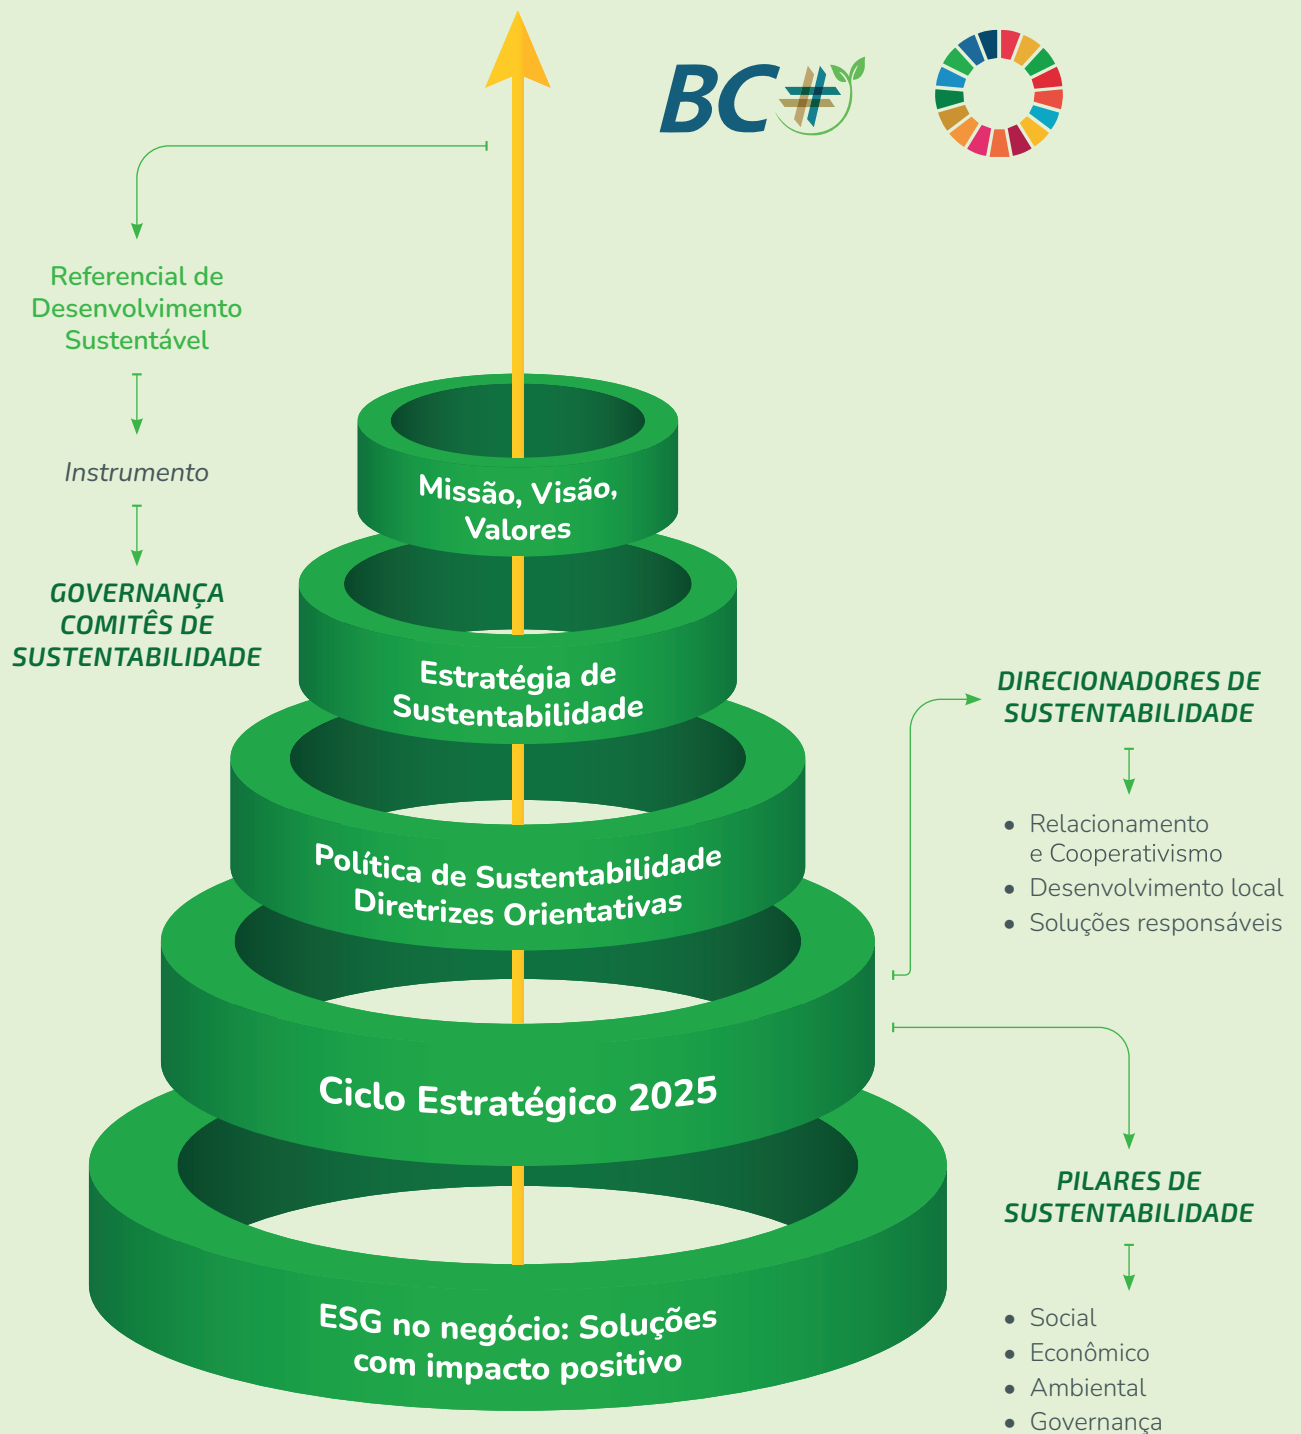 BC#
Referencial de
Desenvolvimento
Sustentável
Instrumento
GOVERNANÇA
COMITÊS DE
SUSTENTABILIDADE
Missão, Visão,
Valores
Estratégia de
Sustentabilidade
Política de Sustentabilidade
Diretrizes Orientativas
Ciclo Estratégico 2025
ESG no negócio: Soluções
com impacto positivo
DIRECIONADORES DE
SUSTENTABILIDADE
• Relacionamento
e Cooperativismo
• Desenvolvimento local
• Soluções responsáveis
PILARES DE
SUSTENTABILIDADE
• Social
• Econômico
• Ambiental
• Governança